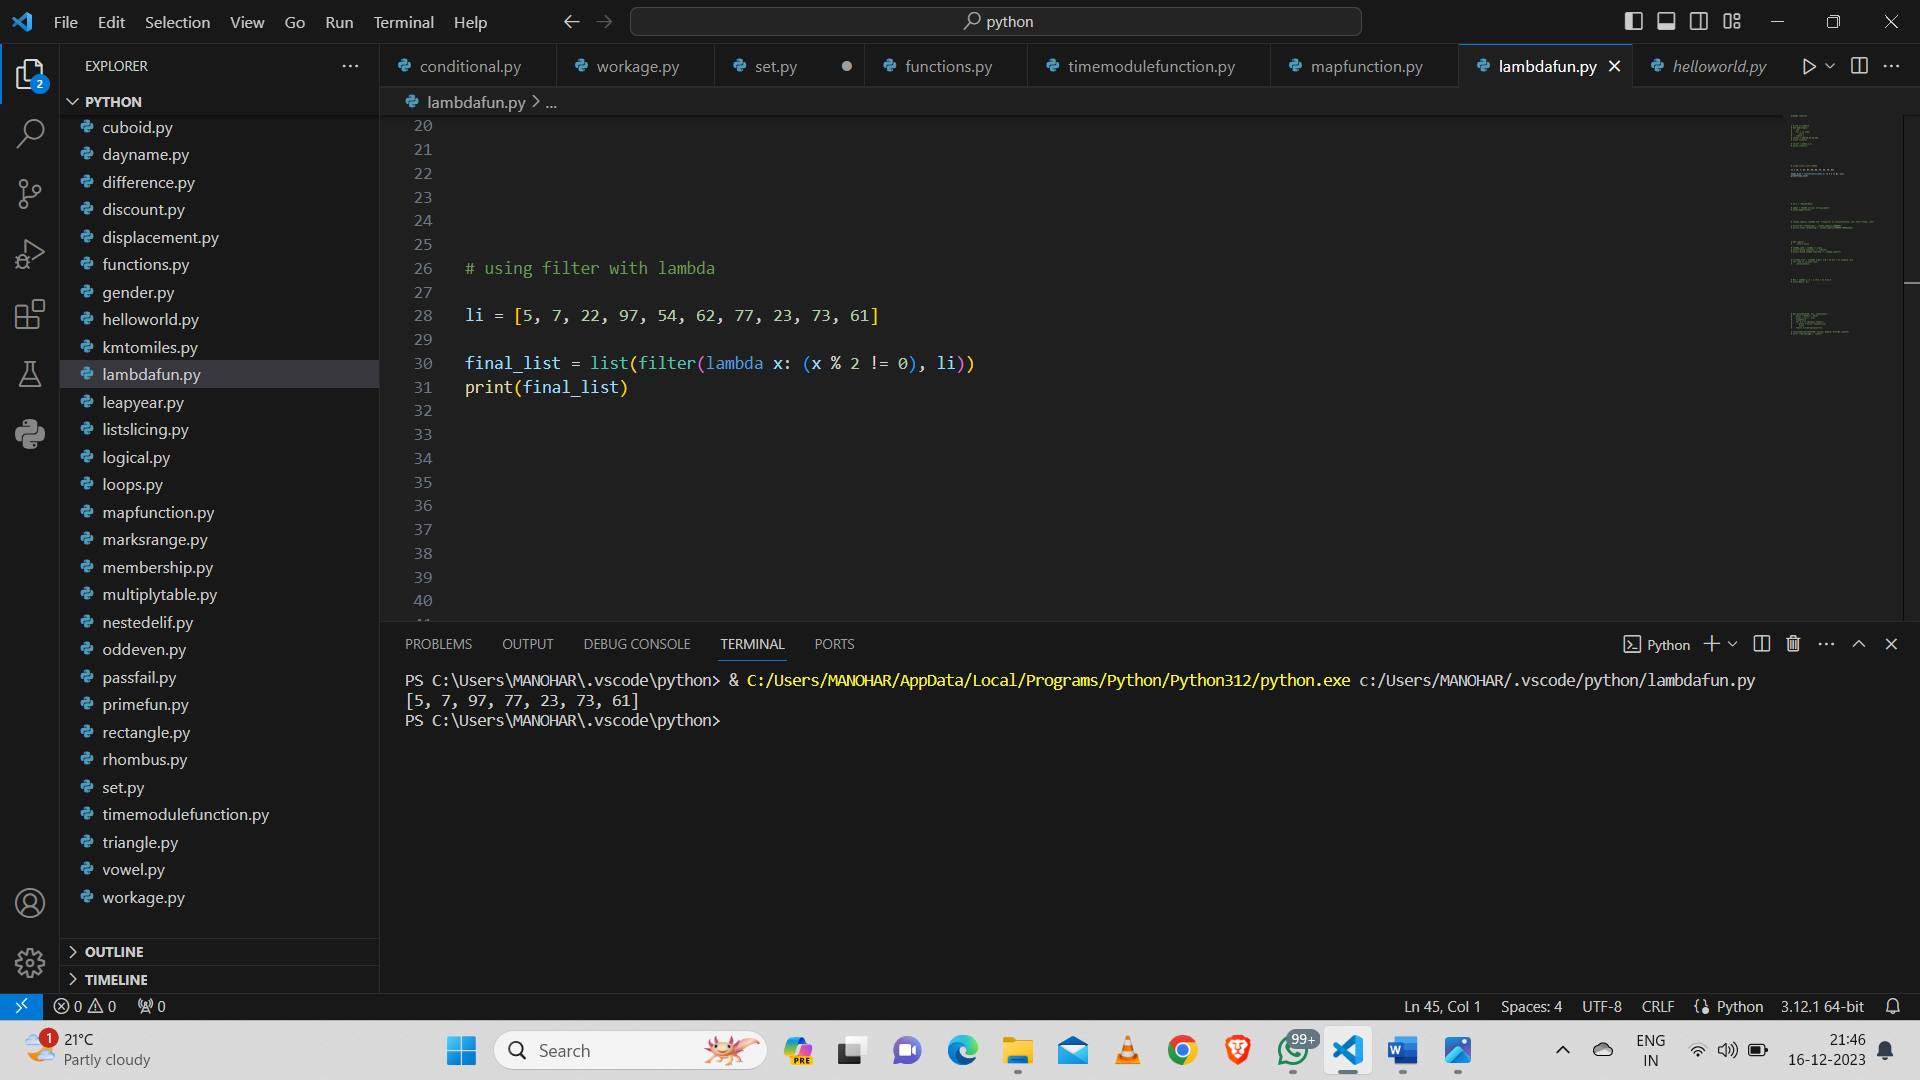 File Edit Selection View Go Run Terminal Help
python
EXPLORER
PYTHON
2
cuboid.py
dayname.py
difference.py
discount.py
displacement.py
functions.py
gender.py
helloworld.py
kmtomiles.py
lambdafun.py
leapyear.py
listslicing.py
logical.py
loops.py
mapfunction.py
marksrange.py
membership.py
multiplytable.py
nestedelif.py
oddeven.py
passfail.py
primefun.py
rectangle.py
rhombus.py
set.py
timemodulefunction.py
triangle.py
vowel.py
workage.py
OUTLINE
TIMELINE
conditional.py workage.py set.py functions.py timemodulefunction.py mapfunction.py lambdafun.py helloworld.py
lambdafun.py > ...
20
21
22
23
24
25
26 # using filter with lambda
27
28 li = [5, 7, 22, 97, 54, 62, 77, 23, 73, 61]
29
30 final_list = list(filter(lambda x: (x % 2 != 0), li))
31 print(final_list)
32
33
34
35
36
37
38
39
40
PROBLEMS OUTPUT DEBUG CONSOLE TERMINAL PORTS
Python
PS C:\Users\MANOHAR\.vscode\python> & C:/Users/MANOHAR/AppData/Local/Programs/Python/Python312/python.exe c:/Users/MANOHAR/.vscode/python/lambdafun.py
[5, 7, 97, 77, 23, 73, 61]
PS C:\Users\MANOHAR\.vscode\python>
0 0 0
Ln 45, Col 1 Spaces: 4 UTF-8 CRLF Python 3.12.1 64-bit
1
21°C
Partly cloudy
Search
PRE
99+
ENG
IN
21:46
16-12-2023